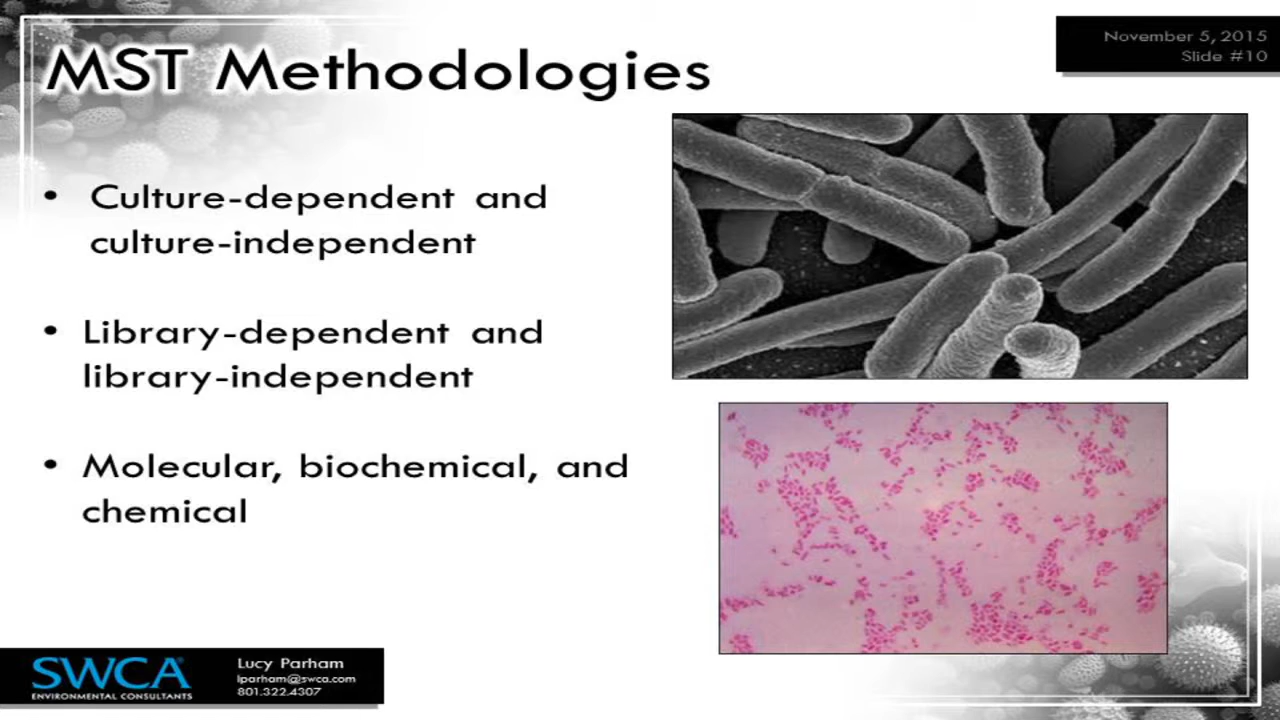 MST Methodologies
November 5, 2015
Slide #10
• Culture-dependent and
culture-independent
• Library-dependent and
library-independent
• Molecular, biochemical, and
chemical
SWCA
ENVIRONMENTAL CONSULTANTS
Lucy Parham
lparham@swca.com
801.322.4307